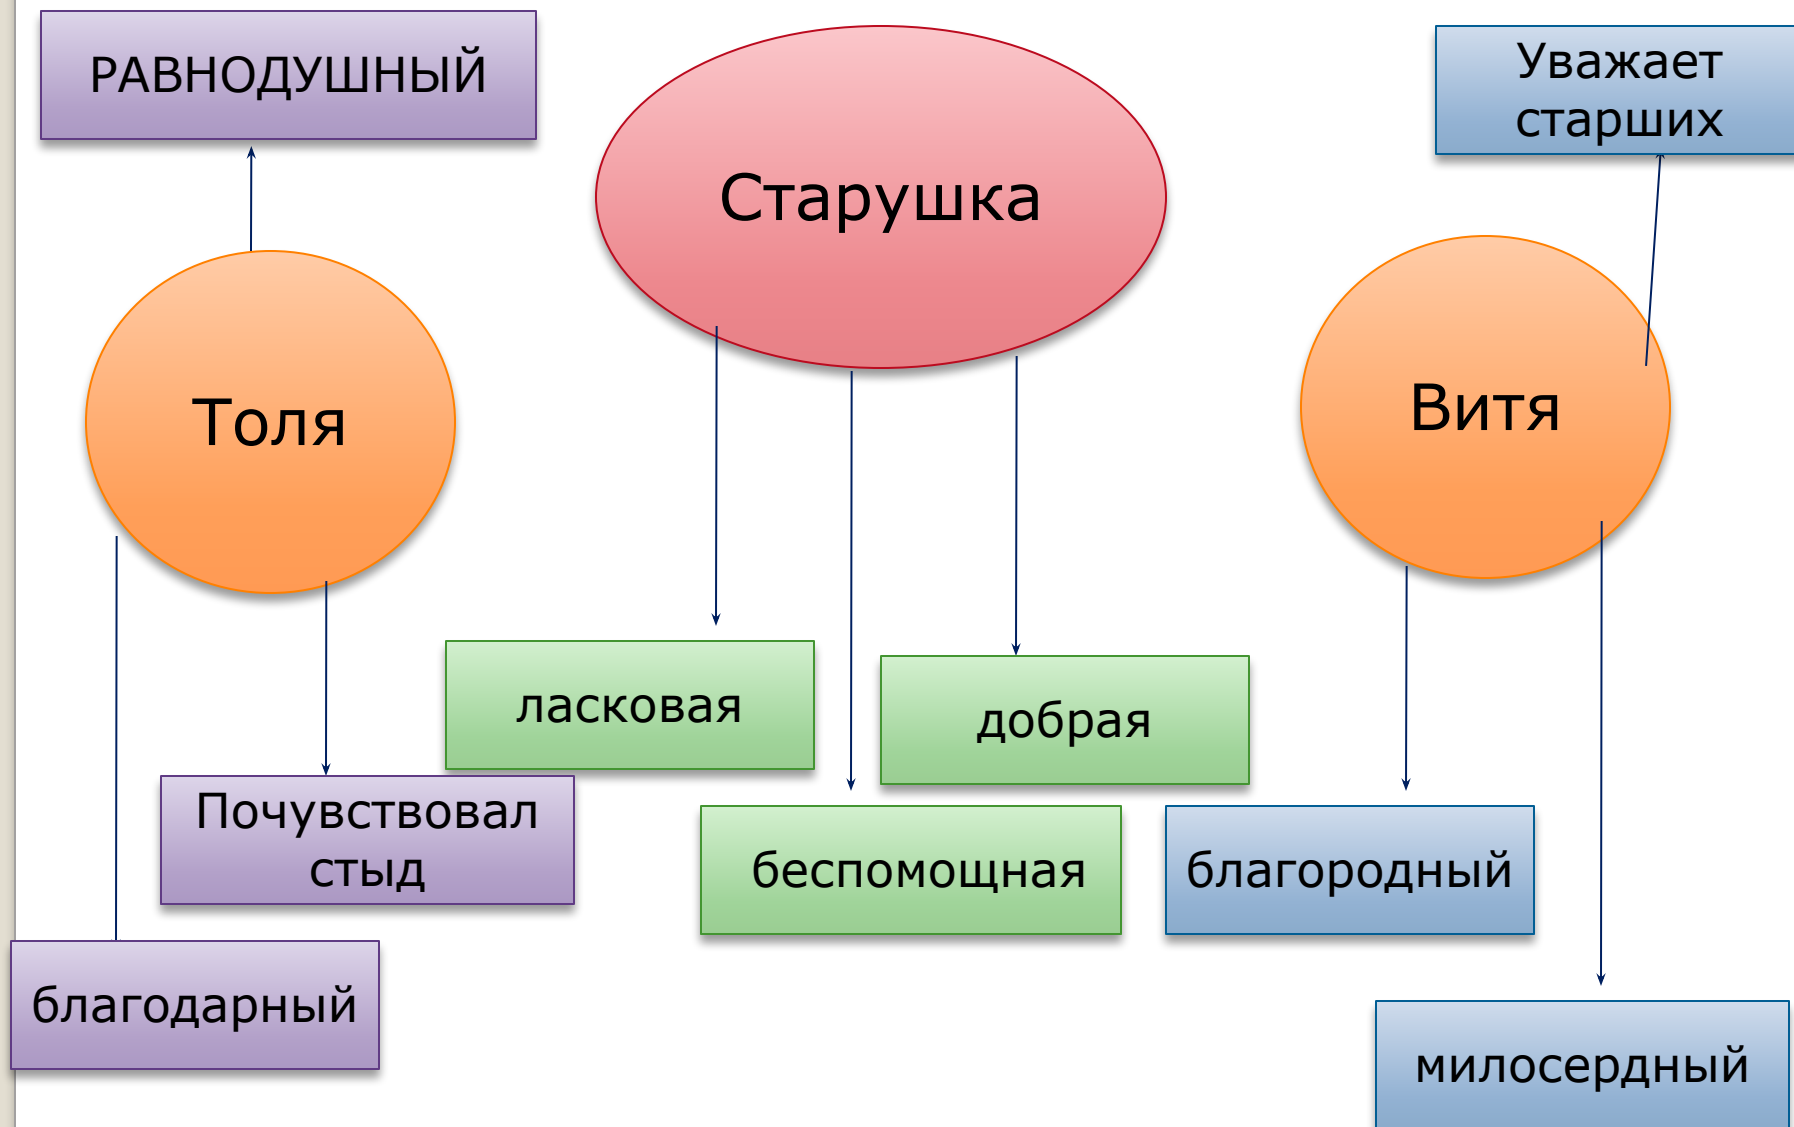 РАВНОДУШНЫЙ
Старушка
Уважает
старших
Толя
Витя
ласковая
добрая
Почувствовал
стыд
беспомощная
благородный
благодарный
милосердный